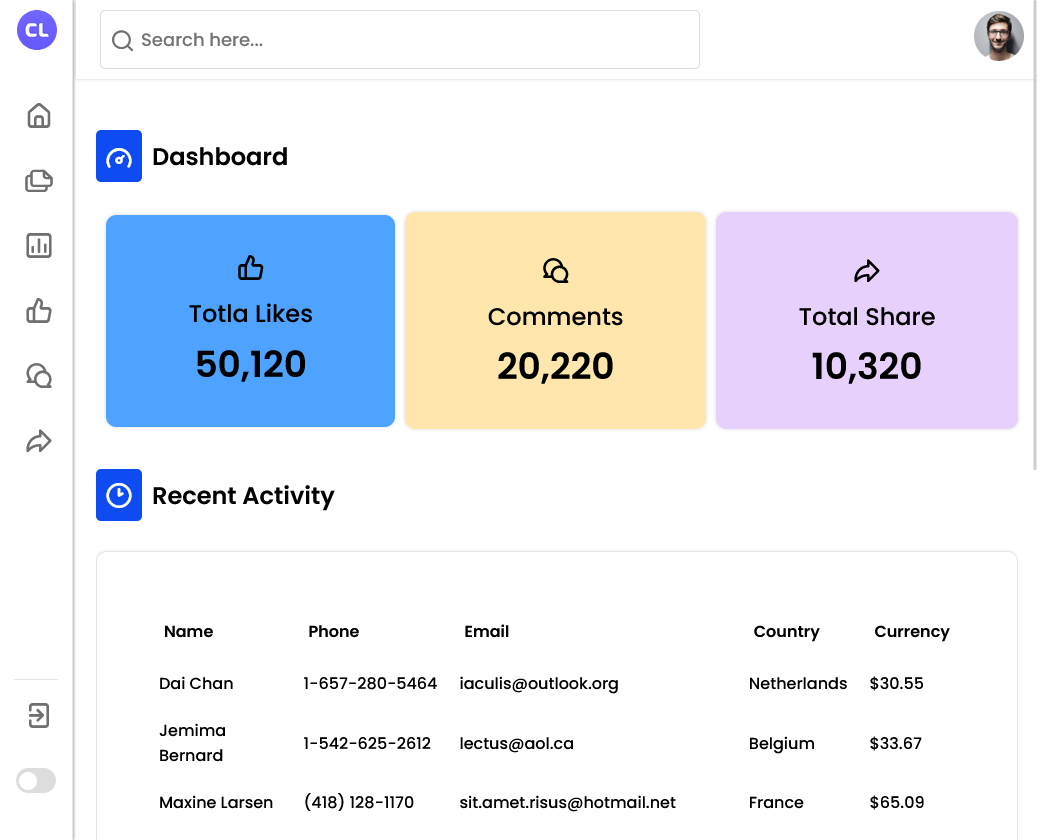 CL
Search here...
Dashboard
Totla Likes
50,120
Comments
20,220
Total Share
10,320
Recent Activity
Name Phone Email Country Currency
Dai Chan 1-657-280-5464 iaculis@outlook.org Netherlands $30.55
Jemima
Bernard 1-542-625-2612 lectus@aol.ca Belgium $33.67
Maxine Larsen (418) 128-1170 sit.amet.risus@hotmail.net France $65.09